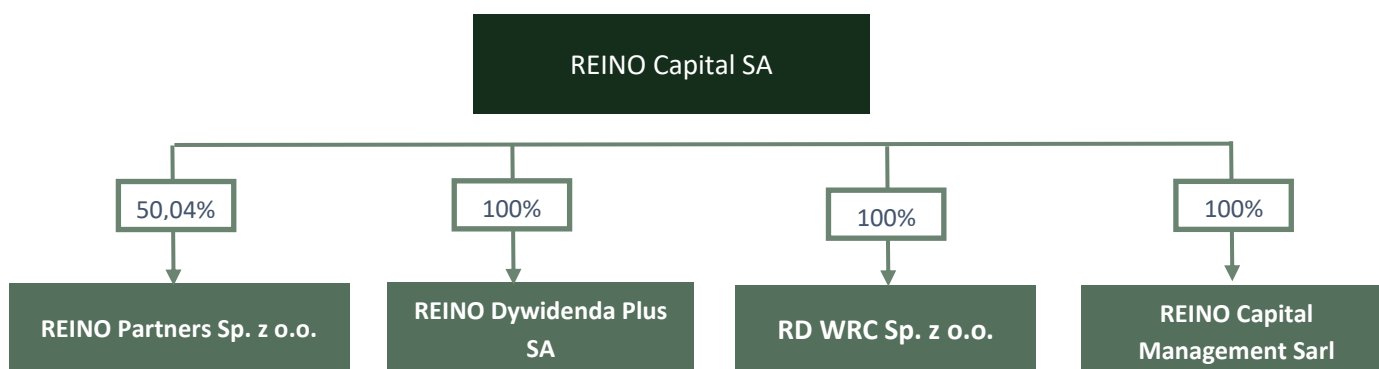 REINO Capital SA
50,04%
100%
100%
100%
REINO Partners Sp. z o.o.
REINO Dywidenda Plus
SA
RD WRC Sp. z o.o.
REINO Capital
Management Sarl